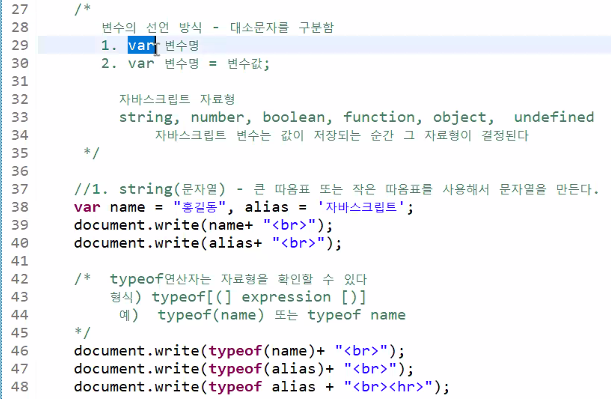 27 /*
28 변수의 선언 방식 - 대소문자를 구분함
29 1. var 변수명
30 2. var 변수명 = 변수값;
31
32 자바스크립트 자료형
33 string, number, boolean, function, object, undefined
34 자바스크립트 변수는 값이 저장되는 순간 그 자료형이 결정된다
35 */
36
37 //1. string(문자열) - 큰 따옴표 또는 작은 따옴표를 사용해서 문자열을 만든다.
38 var name = "홍길동", alias = '자바스크립트';
39 document.write(name+ "<br>");
40 document.write(alias+ "<br>");
41
42 /* typeof연산자는 자료형을 확인할 수 있다
43 형식) typeof[(] expression [)]
44 예) typeof(name) 또는 typeof name
45 */
46 document.write(typeof(name)+ "<br>");
47 document.write(typeof(alias)+ "<br>");
48 document.write(typeof alias + "<br><hr>");